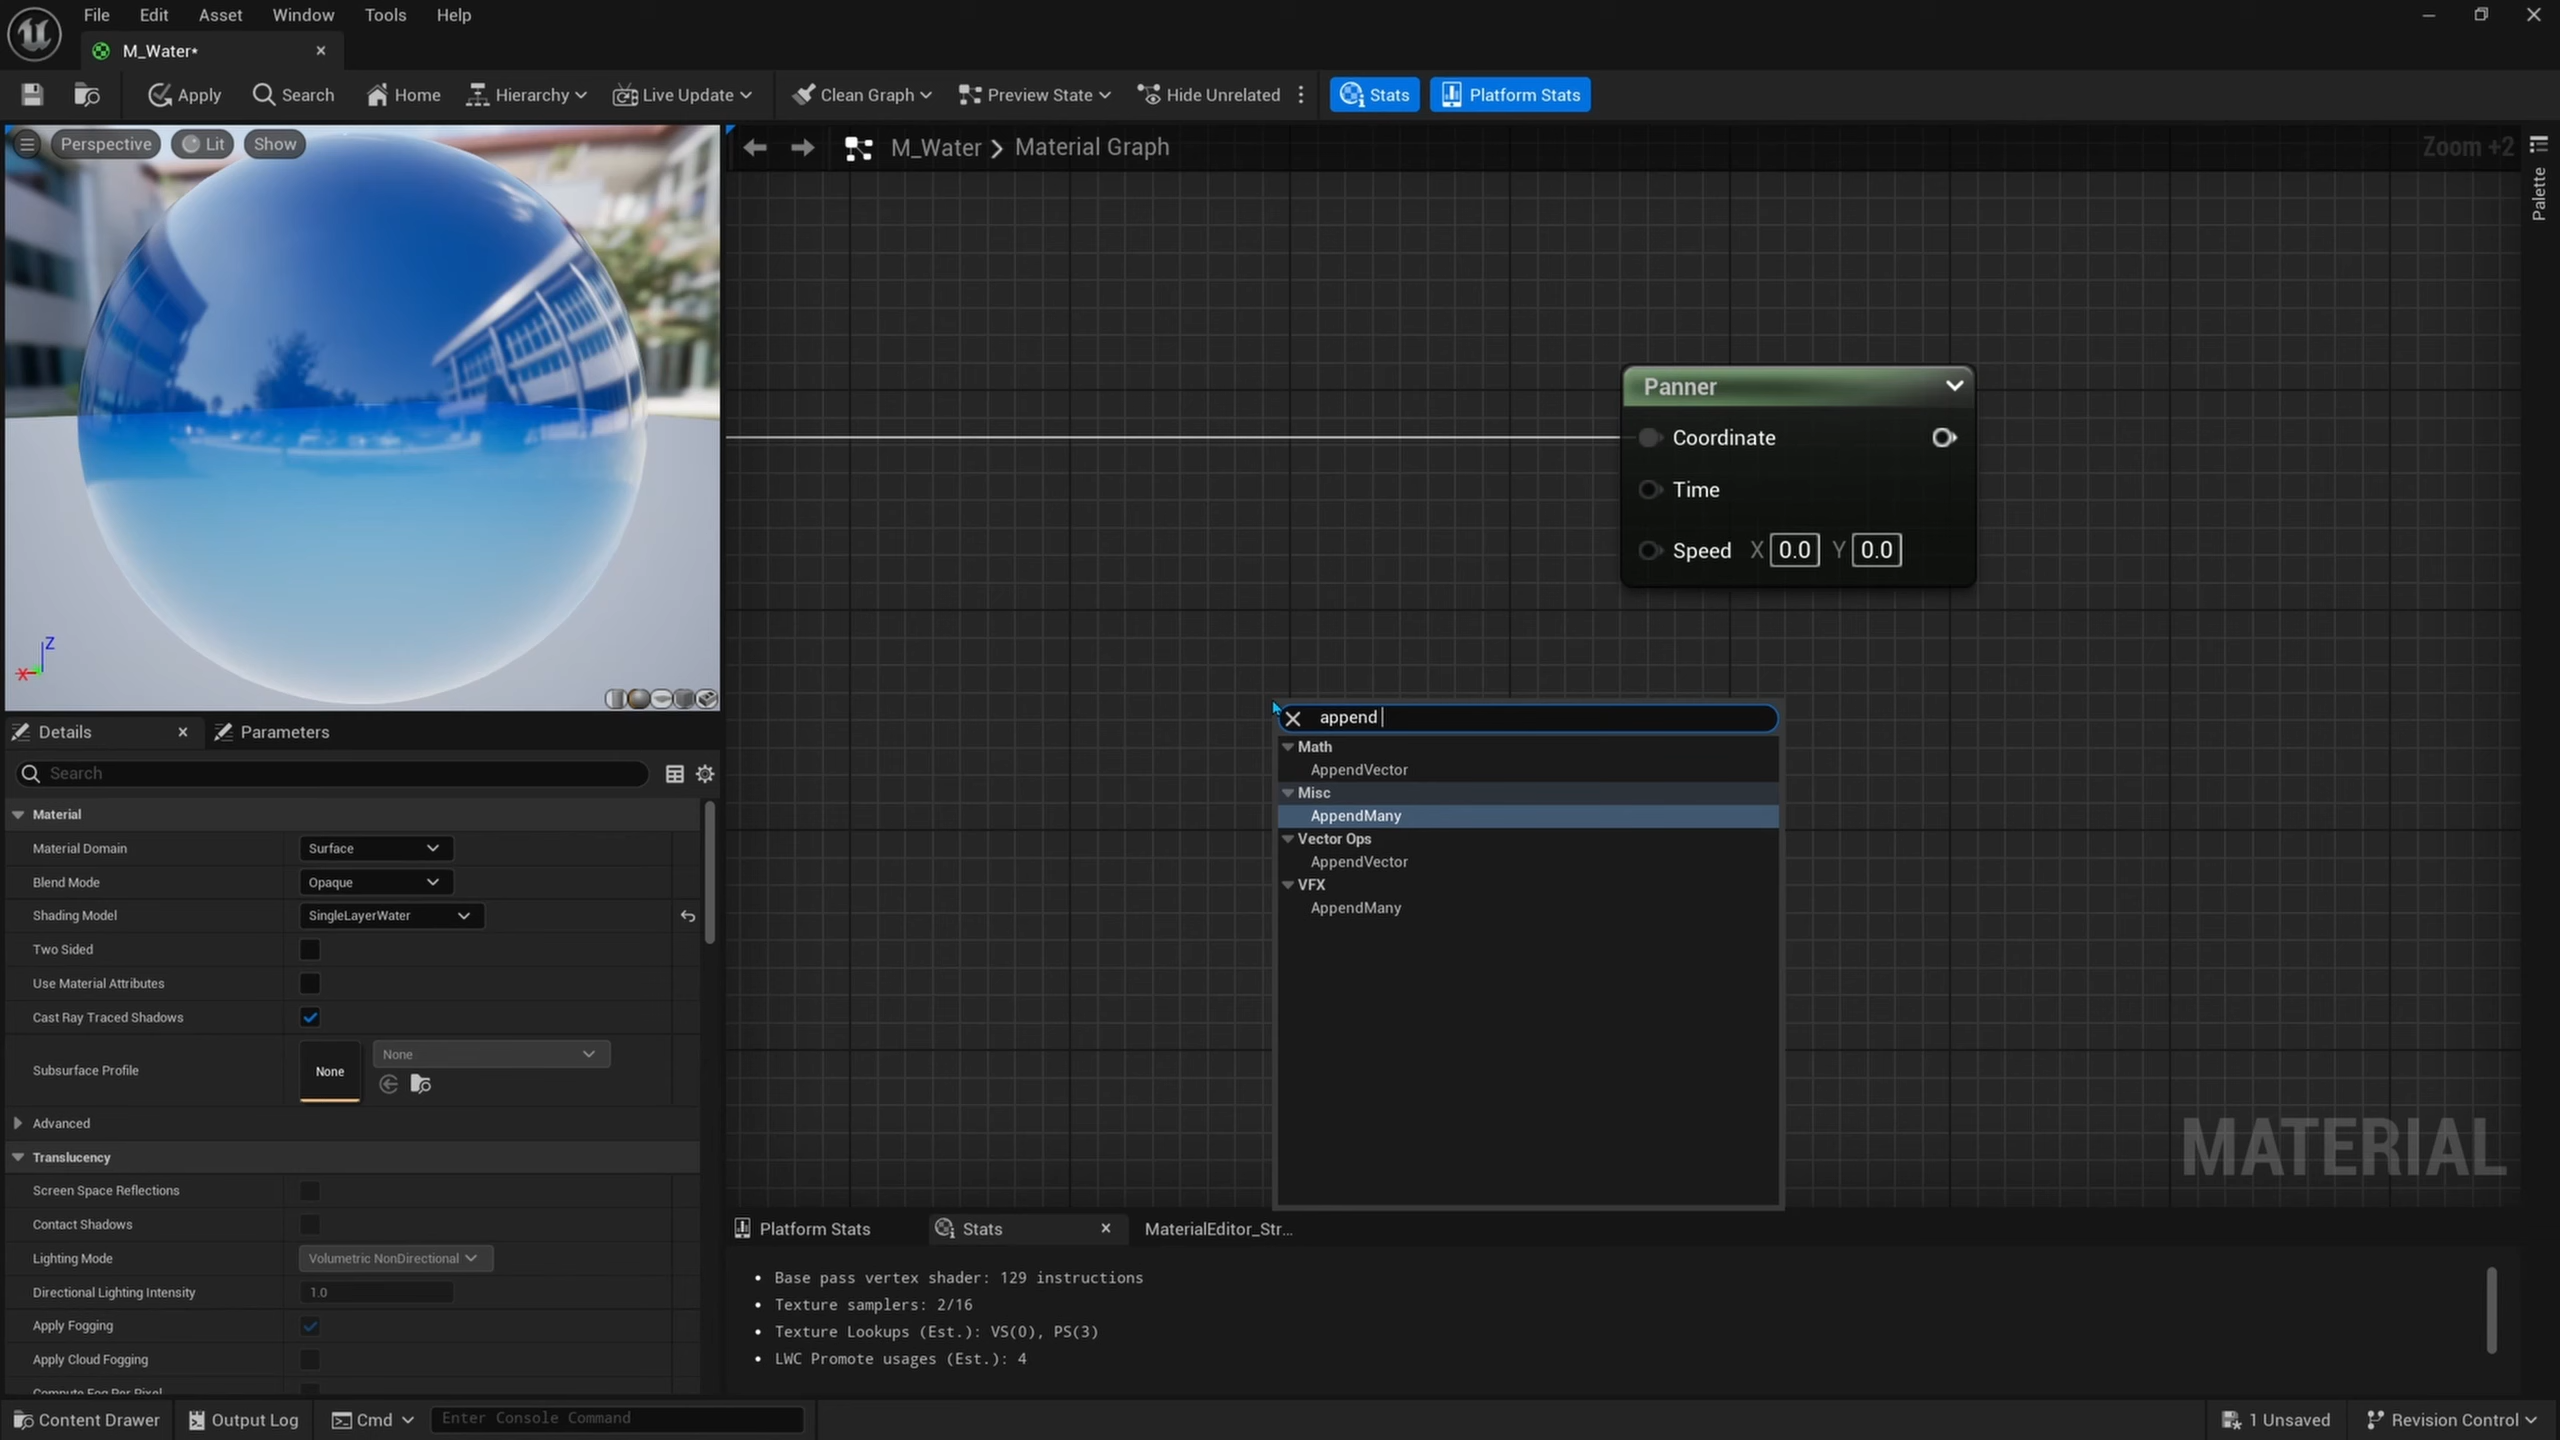 File Edit Asset Window Tools Help
M_Water*
Apply Search Home Hierarchy Live Update Clean Graph Preview State Hide Unrelated Stats Platform Stats
Perspective Lit Show
M_Water > Material Graph
Zoom +2
Palette
Panner
Coordinate
Time
Speed X 0.0 Y 0.0
Z
X
append
Math
AppendVector
Misc
AppendMany
Vector Ops
AppendVector
VFX
AppendMany
Details Parameters
Search
Material
Material Domain Surface
Blend Mode Opaque
Shading Model SingleLayerWater
Two Sided
Use Material Attributes
Cast Ray Traced Shadows
Subsurface Profile None None
Advanced
Translucency
Screen Space Reflections
Contact Shadows
Lighting Mode Volumetric NonDirectional
Directional Lighting Intensity 1.0
Apply Fogging
Apply Cloud Fogging
Compute Fog Per Pixel
MATERIAL
Platform Stats Stats MaterialEditor_Str...
• Base pass vertex shader: 129 instructions
• Texture samplers: 2/16
• Texture Lookups (Est.): VS(0), PS(3)
• LWC Promote usages (Est.): 4
Content Drawer Output Log Cmd Enter Console Command 1 Unsaved Revision Control